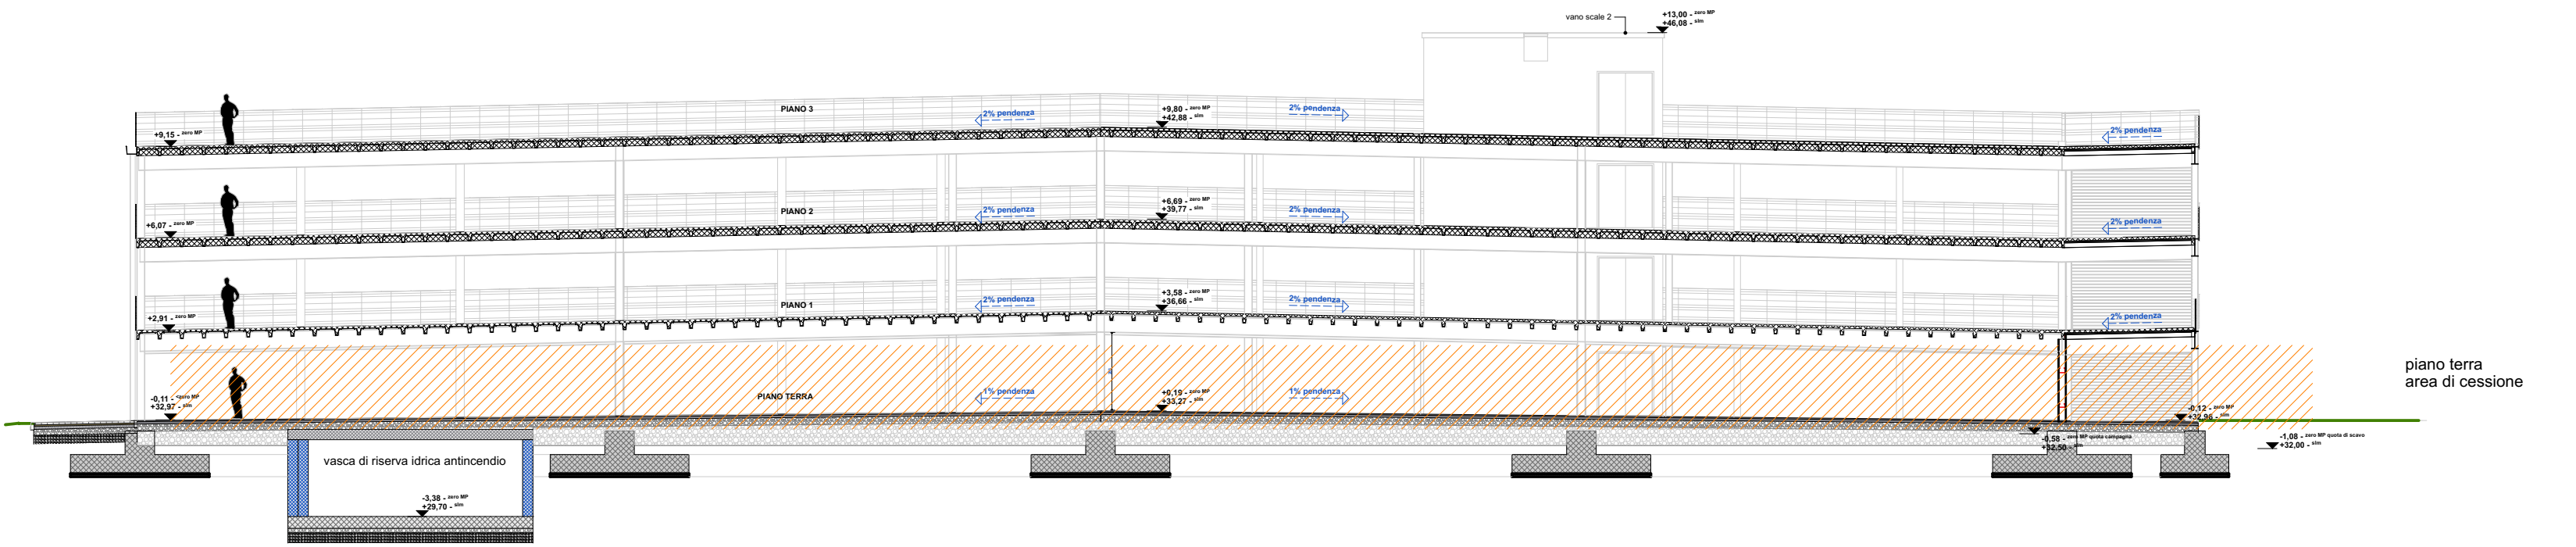 vano scale 2
+13,00 - zero MP
+46,08 - slm
PIANO 3
+9,15 - zero MP
2% pendenza
+9,80 - zero MP
+42,88 - slm
2% pendenza
2% pendenza
PIANO 2
+6,07 - zero MP
2% pendenza
+6,69 - zero MP
+39,77 - slm
2% pendenza
2% pendenza
PIANO 1
+2,91 - zero MP
2% pendenza
+3,58 - zero MP
+36,66 - slm
2% pendenza
2% pendenza
piano terra
area di cessione
PIANO TERRA
-0,11 - zero MP
+32,97 - slm
1% pendenza
+0,19 - zero MP
+33,27 - slm
1% pendenza
-0,12 - zero MP
+32,96 - slm
-0,58 - zero MP quota campagna
+32,50 - slm
-1,08 - zero MP quota di scavo
+32,00 - slm
vasca di riserva idrica antincendio
-3,38 - zero MP
+29,70 - slm